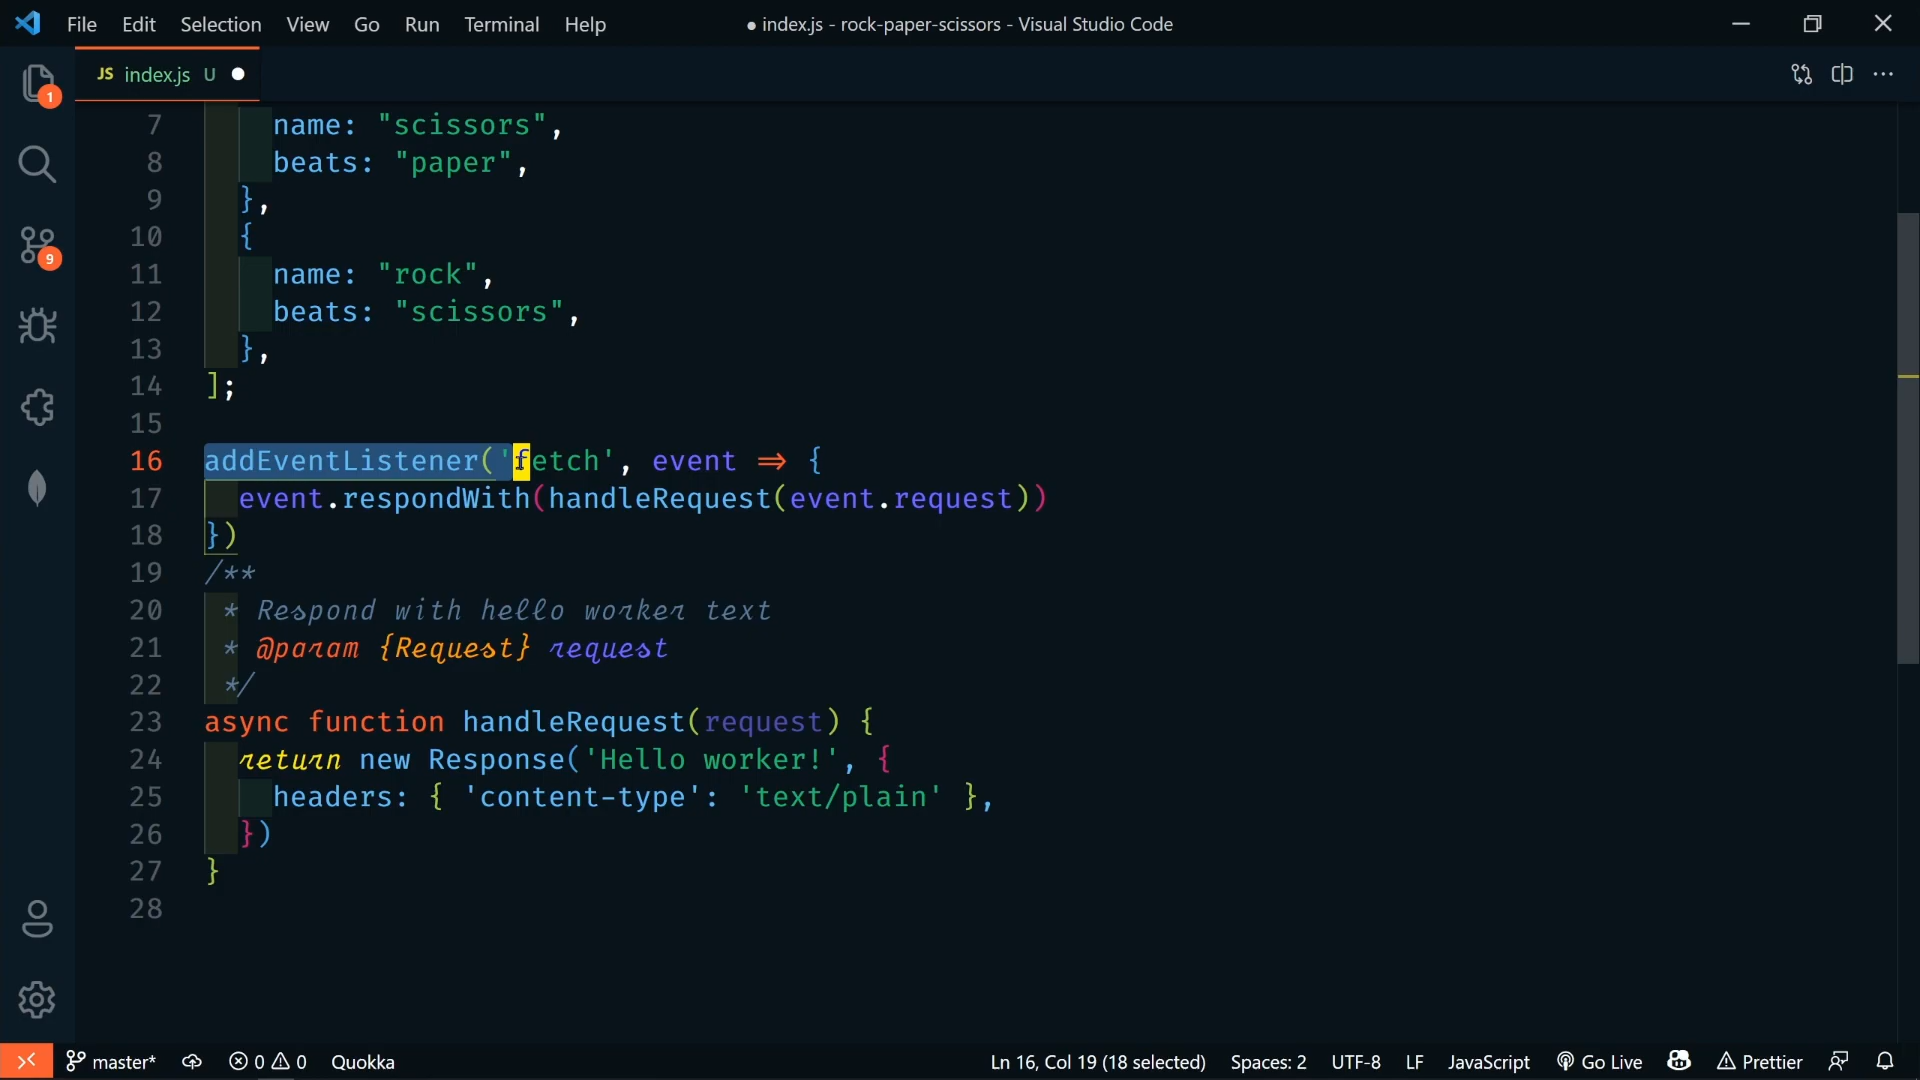 File Edit Selection View Go Run Terminal Help ● index.js - rock-paper-scissors - Visual Studio Code
JS index.js U
1
9
7 name: "scissors",
8 beats: "paper",
9 },
10 {
11 name: "rock",
12 beats: "scissors",
13 },
14 ];
15
16 addEventListener('fetch', event => {
17 event.respondWith(handleRequest(event.request))
18 })
19 /**
20 * Respond with hello worker text
21 * @param {Request} request
22 */
23 async function handleRequest(request) {
24 return new Response('Hello worker!', {
25 headers: { 'content-type': 'text/plain' },
26 })
27 }
28
master* 0 0 Quokka Ln 16, Col 19 (18 selected) Spaces: 2 UTF-8 LF JavaScript Go Live Prettier